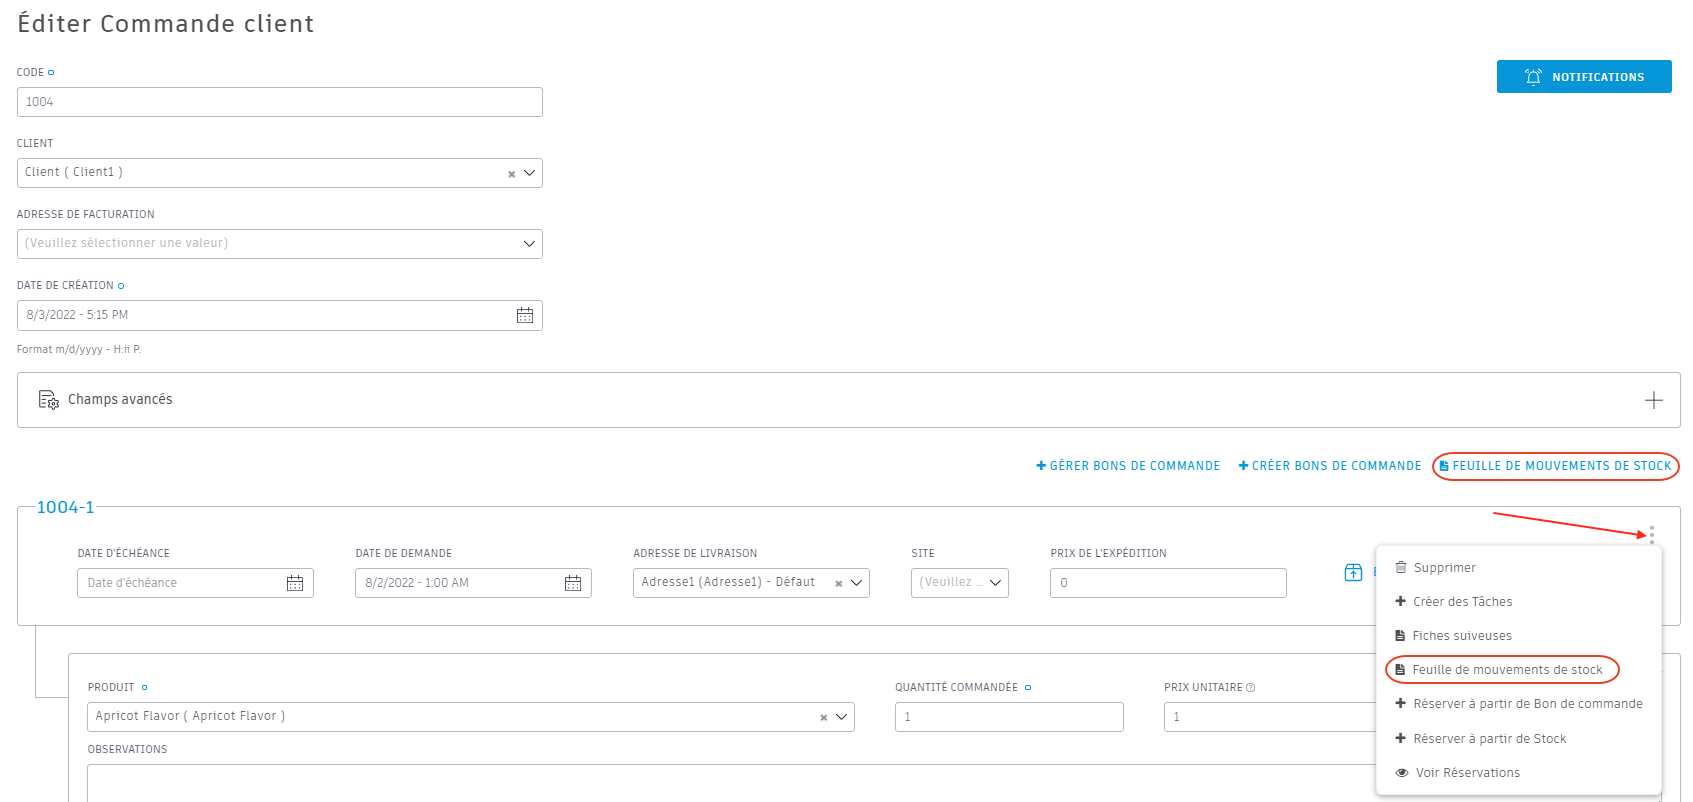 Éditer Commande client
CODE
NOTIFICATIONS
1004
CLIENT
Client ( Client1 )
ADRESSE DE FACTURATION
(Veuillez sélectionner une valeur)
DATE DE CRÉATION
8/3/2022 - 5:15 PM
Format m/d/yyyy - H:ii P.
Champs avancés
GÉRER BONS DE COMMANDE CRÉER BONS DE COMMANDE FEUILLE DE MOUVEMENTS DE STOCK
1004-1
DATE D'ÉCHÉANCE DATE DE DEMANDE ADRESSE DE LIVRAISON SITE PRIX DE L'EXPÉDITION
Date d'échéance 8/2/2022 - 1:00 AM Adresse1 (Adresse1) - Défaut (Veuillez ... 0
Supprimer
Créer des Tâches
Fiches suiveuses
Feuille de mouvements de stock
Réserver à partir de Bon de commande
Réserver à partir de Stock
Voir Réservations
PRODUIT QUANTITÉ COMMANDÉE PRIX UNITAIRE
Apricot Flavor ( Apricot Flavor ) 1 1
OBSERVATIONS